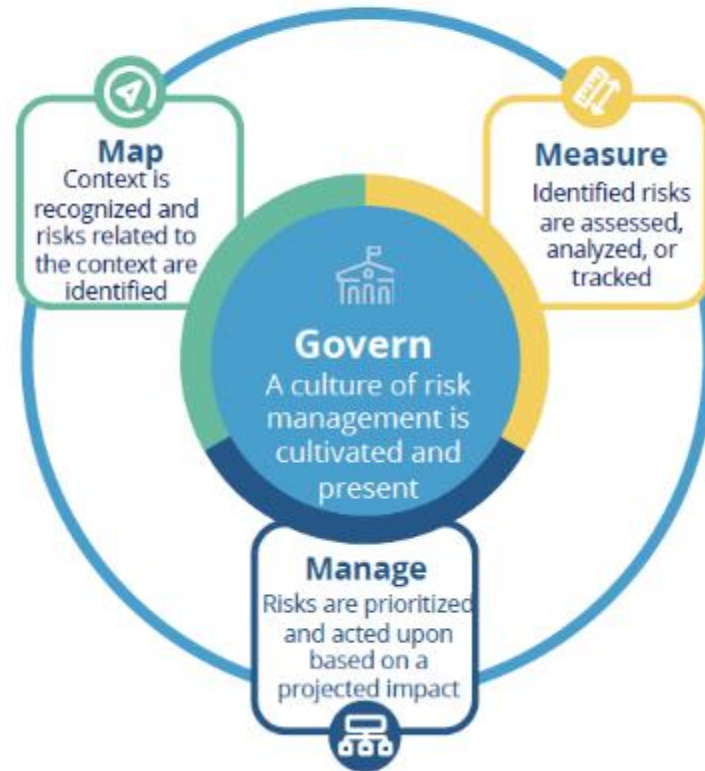 Map
Context is
recognized and
risks related to
the context are
identified
Measure
Identified risks
are assessed,
analyzed, or
tracked
Govern
A culture of risk
management is
cultivated and
present
Manage
Risks are prioritized
and acted upon
based on a
projected impact